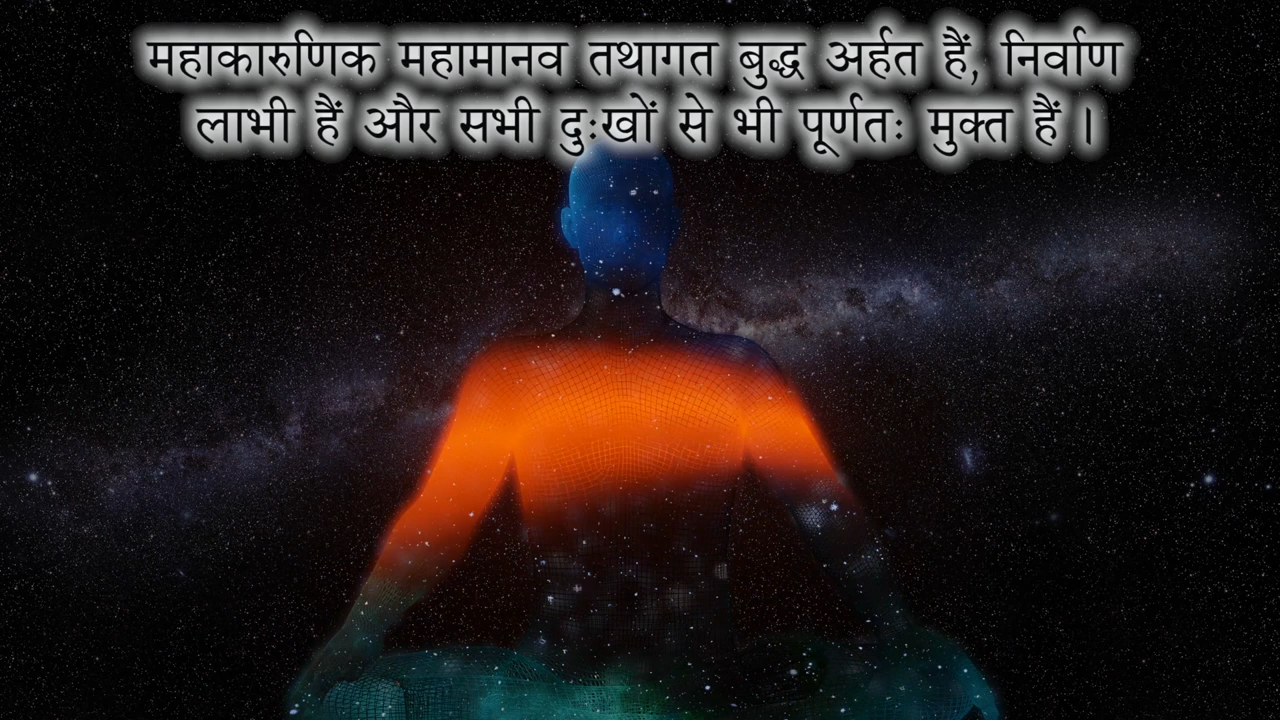 महाकारुणिक महामानव तथागत बुद्ध अर्हत हैं, निर्वाण
लाभी हैं और सभी दुःखों से भी पूर्णतः मुक्त हैं ।